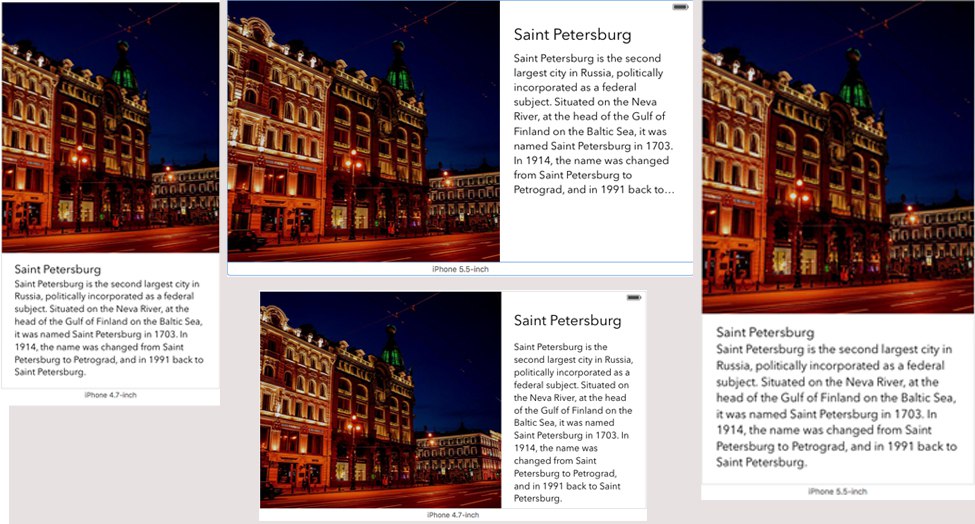 Saint Petersburg
Saint Petersburg is the second largest city in
Russia, politically incorporated as a federal
subject. Situated on the Neva River, at the
head of the Gulf of Finland on the Baltic Sea,
it was named Saint Petersburg in 1703. In
1914, the name was changed from Saint
Petersburg to Petrograd, and in 1991 back to
Saint Petersburg.
iPhone 4.7-inch
Saint Petersburg
Saint Petersburg is the second
largest city in Russia, politically
incorporated as a federal
subject. Situated on the Neva
River, at the head of the Gulf of
Finland on the Baltic Sea, it was
named Saint Petersburg in 1703.
In 1914, the name was changed
from Saint Petersburg to
Petrograd, and in 1991 back to…
iPhone 5.5-inch
Saint Petersburg
Saint Petersburg is the
second largest city in Russia,
politically incorporated as a
federal subject. Situated on
the Neva River, at the head
of the Gulf of Finland on the
Baltic Sea, it was named
Saint Petersburg in 1703. In
1914, the name was
changed from Saint
Petersburg to Petrograd,
and in 1991 back to Saint
Petersburg.
iPhone 4.7-inch
Saint Petersburg
Saint Petersburg is the second largest city in
Russia, politically incorporated as a federal
subject. Situated on the Neva River, at the
head of the Gulf of Finland on the Baltic Sea,
it was named Saint Petersburg in 1703. In
1914, the name was changed from Saint
Petersburg to Petrograd, and in 1991 back to
Saint Petersburg.
iPhone 5.5-inch